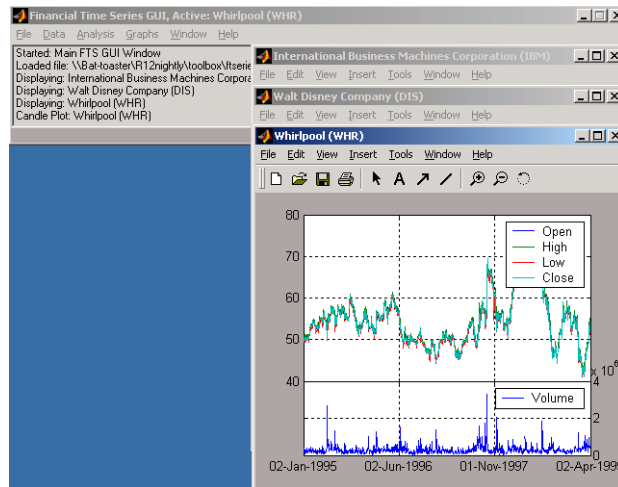 Financial Time Series GUI, Active: Whirlpool (WHR)
File Data Analysis Graphs Window Help
Started: Main FTS GUI Window
Loaded file: \\Bat-toaster\R12nightly\toolbox\ftserie
Displaying: International Business Machines Corpora
Displaying: Walt Disney Company (DIS)
Displaying: Whirlpool (WHR)
Candle Plot: Whirlpool (WHR)
International Business Machines Corporation (IBM)
File Edit View Insert Tools Window Help
Walt Disney Company (DIS)
File Edit View Insert Tools Window Help
Whirlpool (WHR)
File Edit View Insert Tools Window Help
A
80
70
60
50
40
Open
High
Low
Close
x 10^6
4
2
0
Volume
02-Jan-1995 02-Jun-1996 01-Nov-1997 02-Apr-1999